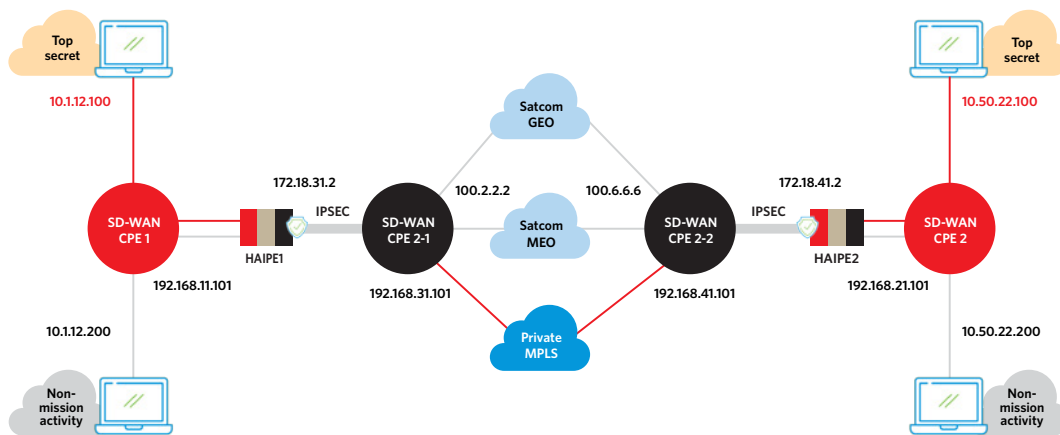 Top
secret
Top
secret
10.1.12.100
10.50.22.100
Satcom
GEO
172.18.31.2
100.2.2.2
100.6.6.6
172.18.41.2
SD-WAN
CPE 1
IPSEC
SD-WAN
CPE 2-1
Satcom
MEO
SD-WAN
CPE 2-2
IPSEC
SD-WAN
CPE 2
HAIPE1
HAIPE2
192.168.11.101
192.168.31.101
192.168.41.101
192.168.21.101
10.1.12.200
Private
MPLS
10.50.22.200
Non-
mission
activity
Non-
mission
activity